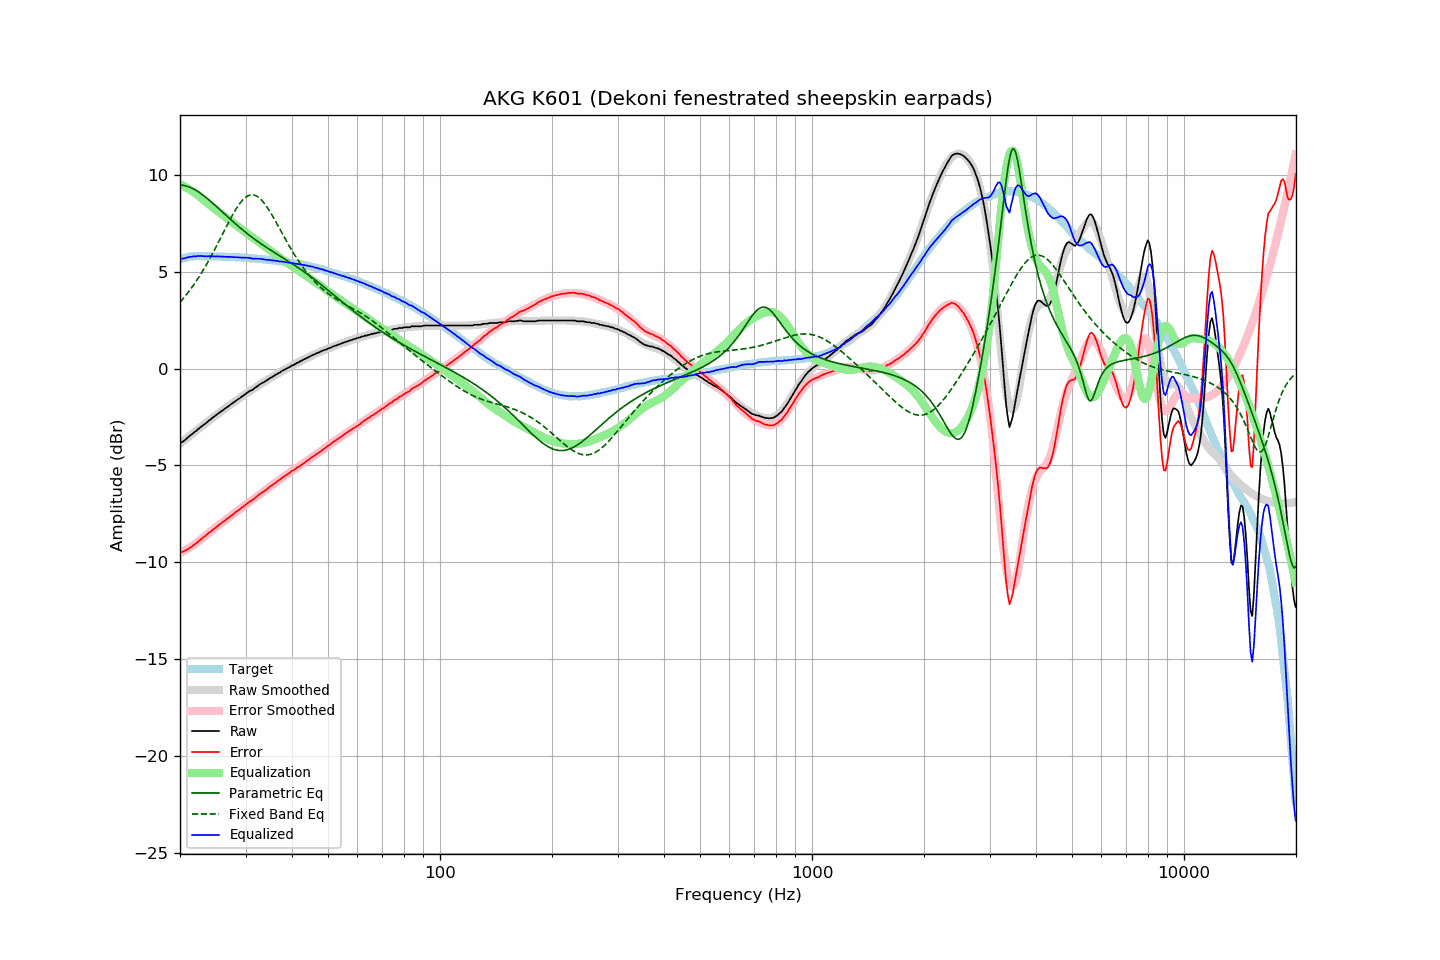 AKG K601 (Dekoni fenestrated sheepskin earpads)
Amplitude (dBr)
10
5
0
−5
−10
−15
−20
−25
Target
Raw Smoothed
Error Smoothed
Raw
Error
Equalization
Parametric Eq
Fixed Band Eq
Equalized
100 1000 10000
Frequency (Hz)